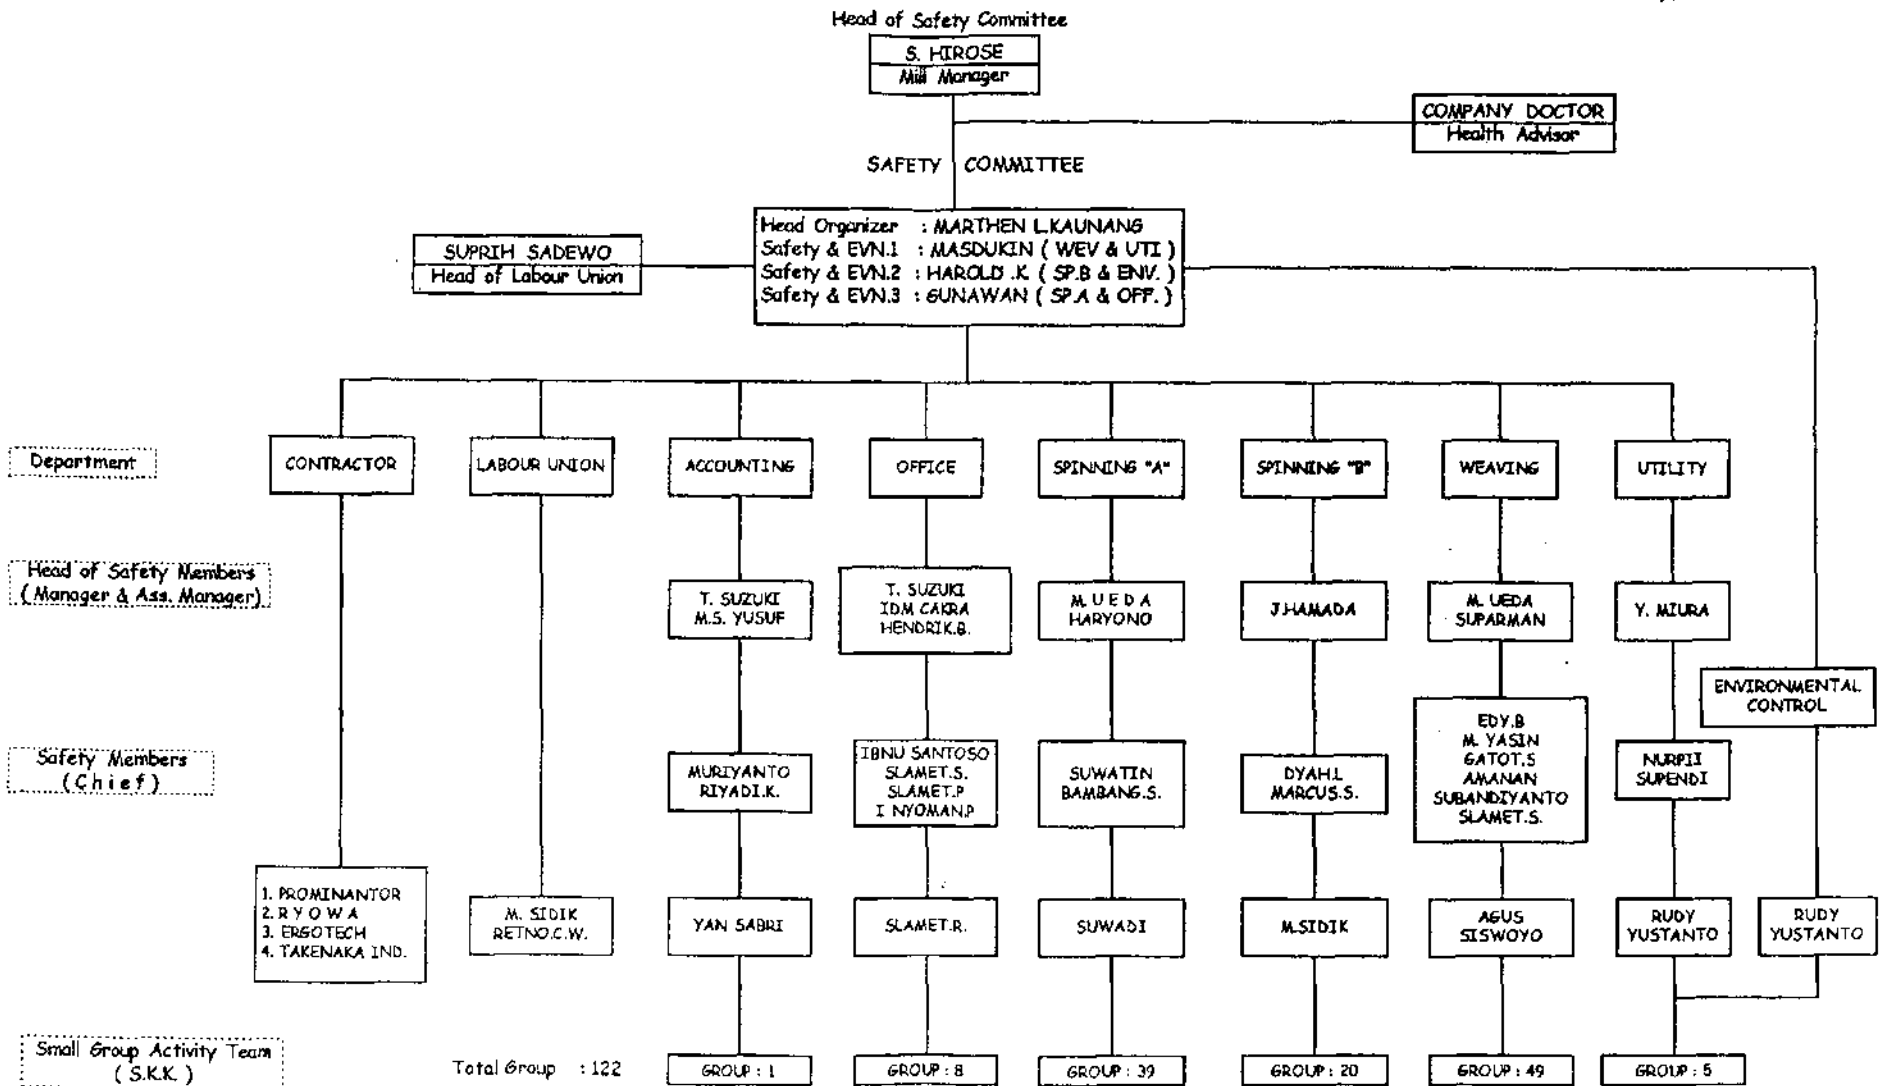 Head of Safety Committee
S. HIROSE
Mill Manager
COMPANY DOCTOR
Health Advisor
SAFETY COMMITTEE
Head Organizer : MARTHEN L.KAUNANG
Safety & EVN.1 : MASDUKIN ( WEV & UTI )
Safety & EVN.2 : HAROLD .K ( SP.B & ENV. )
Safety & EVN.3 : GUNAWAN ( SP.A & OFF. )
SUPRIH SADEWO
Head of Labour Union
Department
CONTRACTOR
LABOUR UNION
ACCOUNTING
OFFICE
SPINNING "A"
SPINNING "B"
WEAVING
UTILITY
Head of Safety Members
( Manager & Ass. Manager)
T. SUZUKI
M.S. YUSUF
T. SUZUKI
IDM CAKRA
HENDRIK.B.
M. U E D A
HARYONO
J.HAMADA
M. UEDA
SUPARMAN
Y. MIURA
ENVIRONMENTAL
CONTROL
Safety Members
( C h i e f )
MURIYANTO
RIYADI.K.
IBNU SANTOSO
SLAMET.S.
SLAMET.P
I NYOMAN.P
SUWATIN
BAMBANG.S.
DYAH.L
MARCUS.S.
EDY.B
M. YASIN
GATOT.S
AMANAN
SUBANDIYANTO
SLAMET.S.
NURPII
SUPENDI
1. PROMINANTOR
2. R Y O W A
3. ERGOTECH
4. TAKENAKA IND.
M. SIDIK
RETNO.C.W.
YAN SABRI
SLAMET.R.
SUWADI
M.SIDIK
AGUS
SISWOYO
RUDY
YUSTANTO
RUDY
YUSTANTO
Small Group Activity Team
( S.K.K. )
Total Group : 122
GROUP : 1
GROUP : 8
GROUP : 39
GROUP : 20
GROUP : 49
GROUP : 5